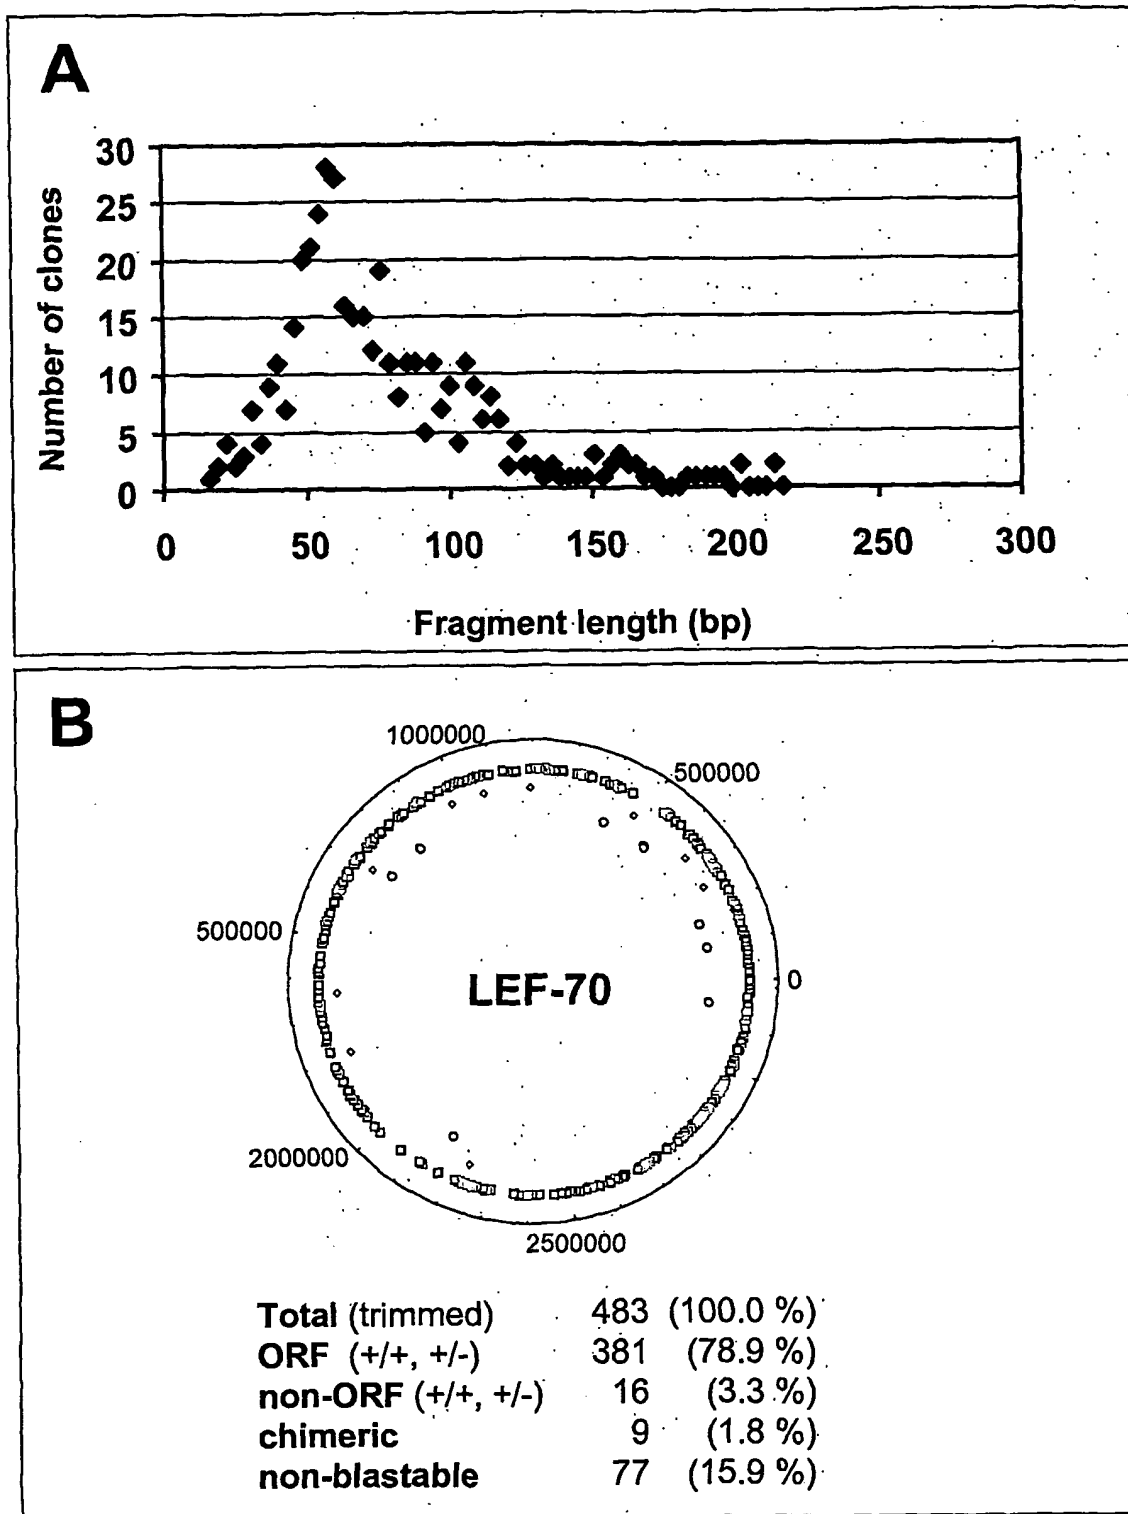 A
30
25
20
15
10
5
0
Number of clones
0 50 100 150 200 250 300
Fragment length (bp)
B
1000000
500000
500000
0
LEF-70
2000000
2500000
Total (trimmed) 483 (100.0 %)
ORF (+/+, +/-) 381 (78.9 %)
non-ORF (+/+, +/-) 16 (3.3 %)
chimeric 9 (1.8 %)
non-blastable 77 (15.9 %)